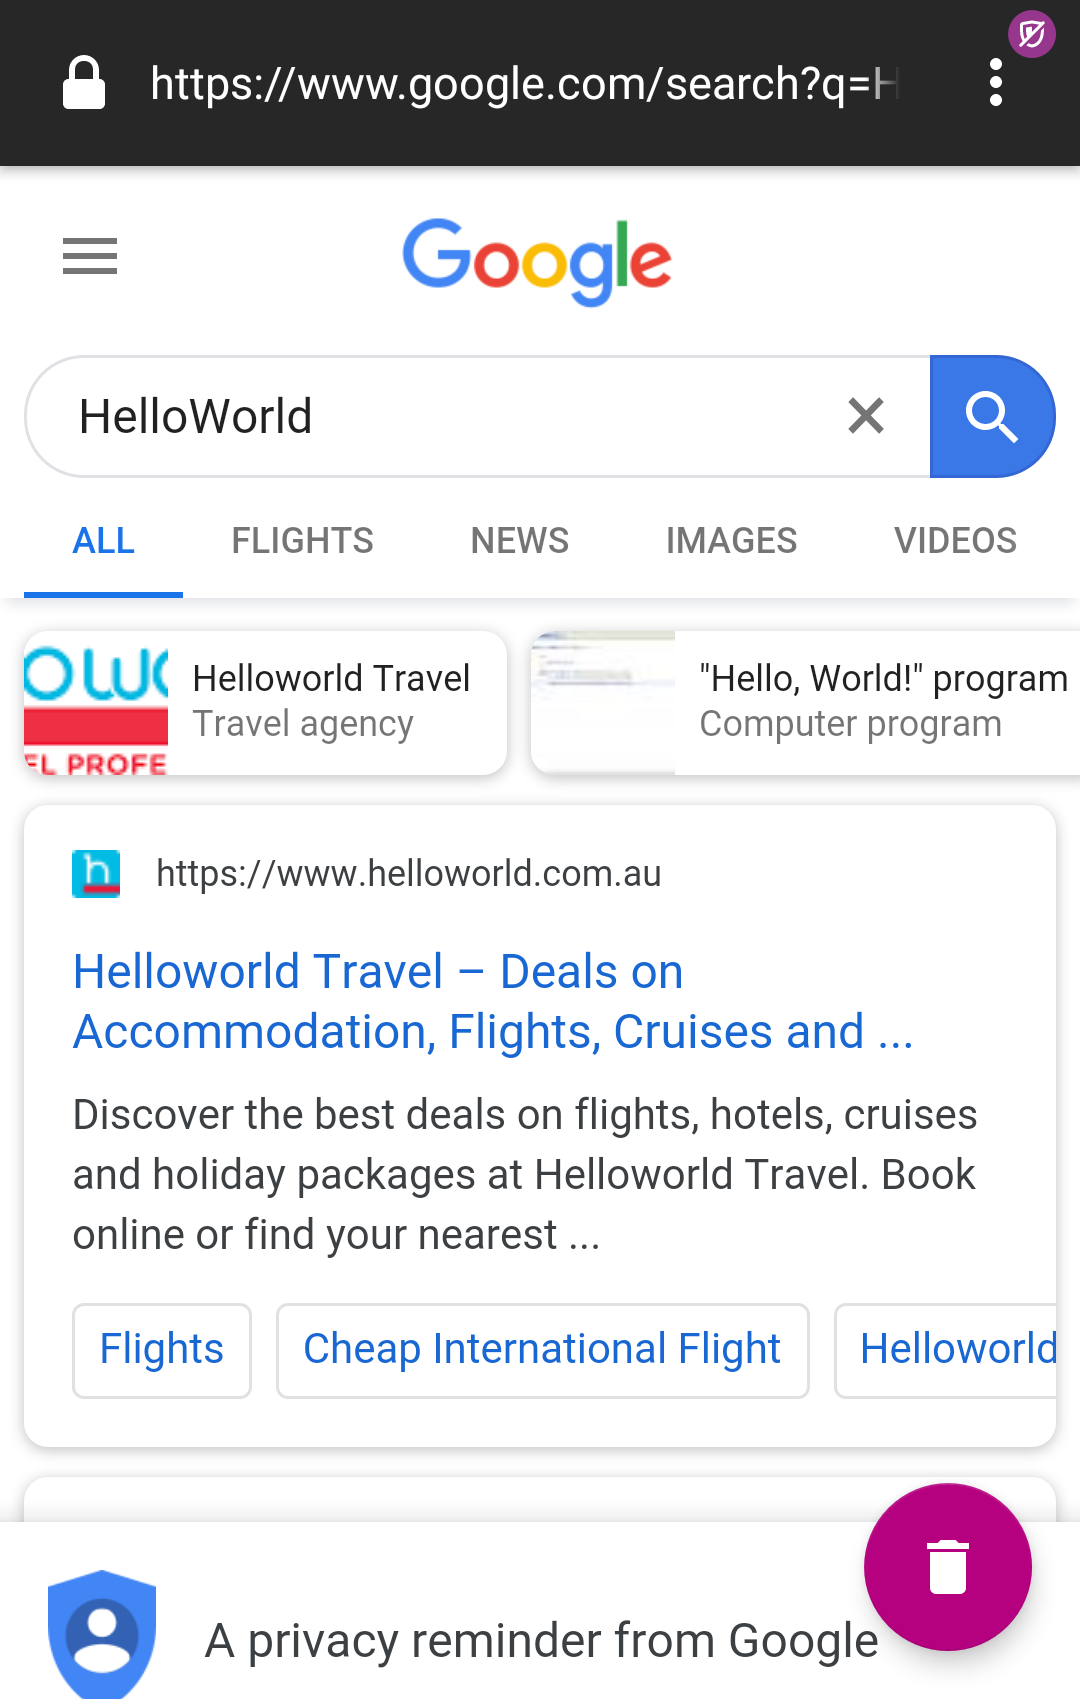 https://www.google.com/search?q=H
Google
HelloWorld
ALL FLIGHTS NEWS IMAGES VIDEOS
Helloworld Travel
Travel agency
"Hello, World!" program
Computer program
EL PROFE
https://www.helloworld.com.au
Helloworld Travel – Deals on
Accommodation, Flights, Cruises and ...
Discover the best deals on flights, hotels, cruises
and holiday packages at Helloworld Travel. Book
online or find your nearest ...
Flights Cheap International Flight Helloworld
A privacy reminder from Google